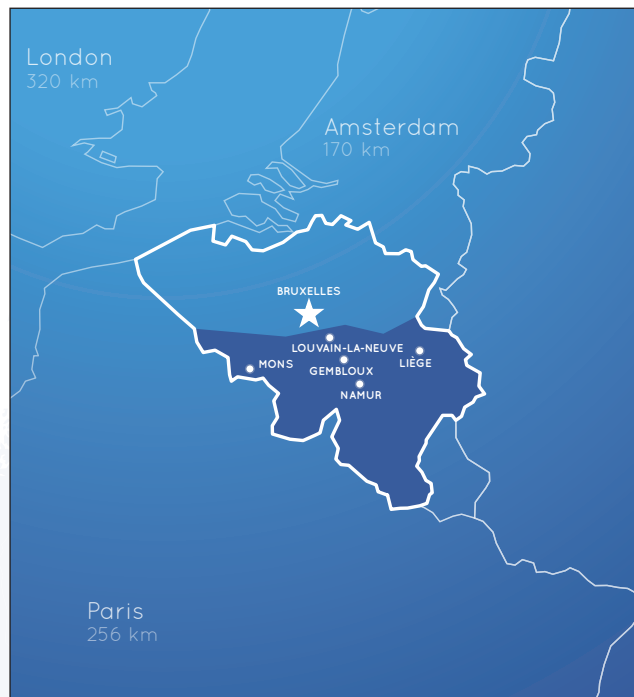 London
320 km
Amsterdam
170 km
BRUXELLES
LOUVAIN-LA-NEUVE
MONS
GEMBLOUX
LIÈGE
NAMUR
Paris
256 km